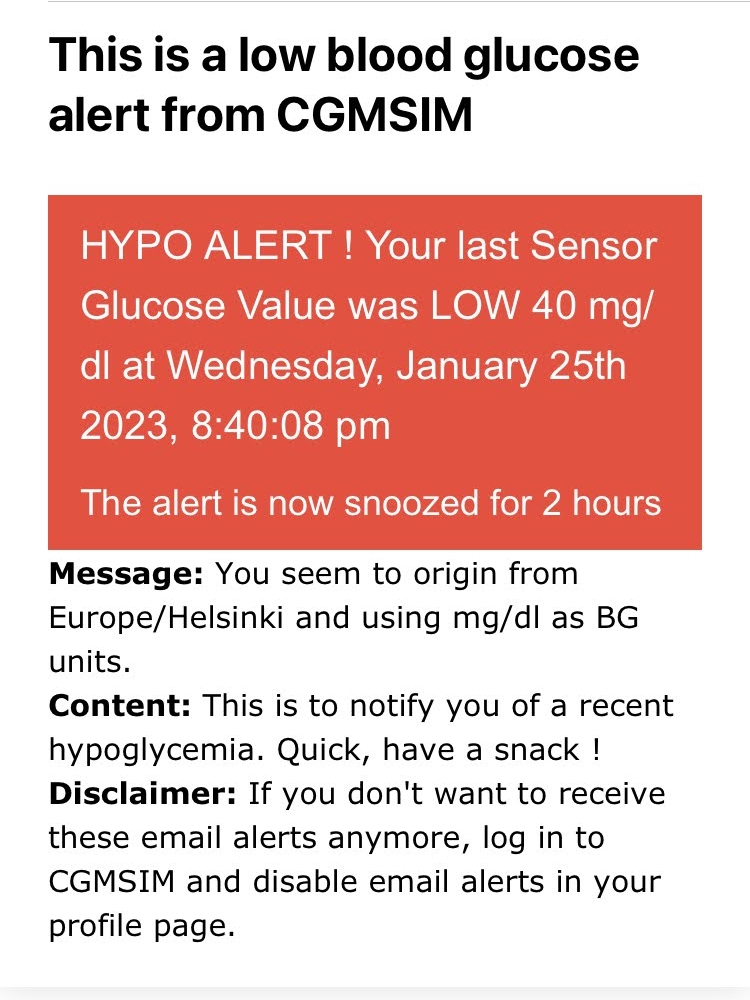 This is a low blood glucose
alert from CGMSIM
HYPO ALERT ! Your last Sensor
Glucose Value was LOW 40 mg/
dl at Wednesday, January 25th
2023, 8:40:08 pm
The alert is now snoozed for 2 hours
Message: You seem to origin from
Europe/Helsinki and using mg/dl as BG
units.
Content: This is to notify you of a recent
hypoglycemia. Quick, have a snack !
Disclaimer: If you don't want to receive
these email alerts anymore, log in to
CGMSIM and disable email alerts in your
profile page.